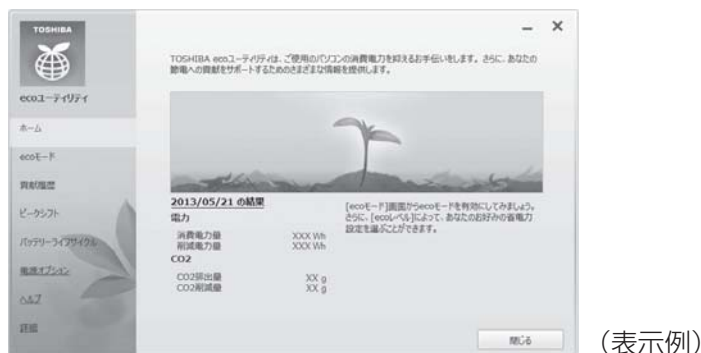 TOSHIBA
ecoユーティリティ
ホーム
ecoモード
貢献履歴
ピークシフト
バッテリーライフサイクル
電源オプション
ヘルプ
詳細
TOSHIBA ecoユーティリティは、ご使用のパソコンの消費電力を抑えるお手伝いをします。さらに、あなたの
節電への貢献をサポートするためのさまざまな情報を提供します。
2013/05/21 の結果
電力
消費電力量 XXX Wh
削減電力量 XXX Wh
CO2
CO2排出量 XX g
CO2削減量 XX g
[ecoモード]画面からecoモードを有効にしてみましょう。
さらに、[ecoレベル]によって、あなたのお好みの省電力
設定を選ぶことができます。
閉じる
（表示例）